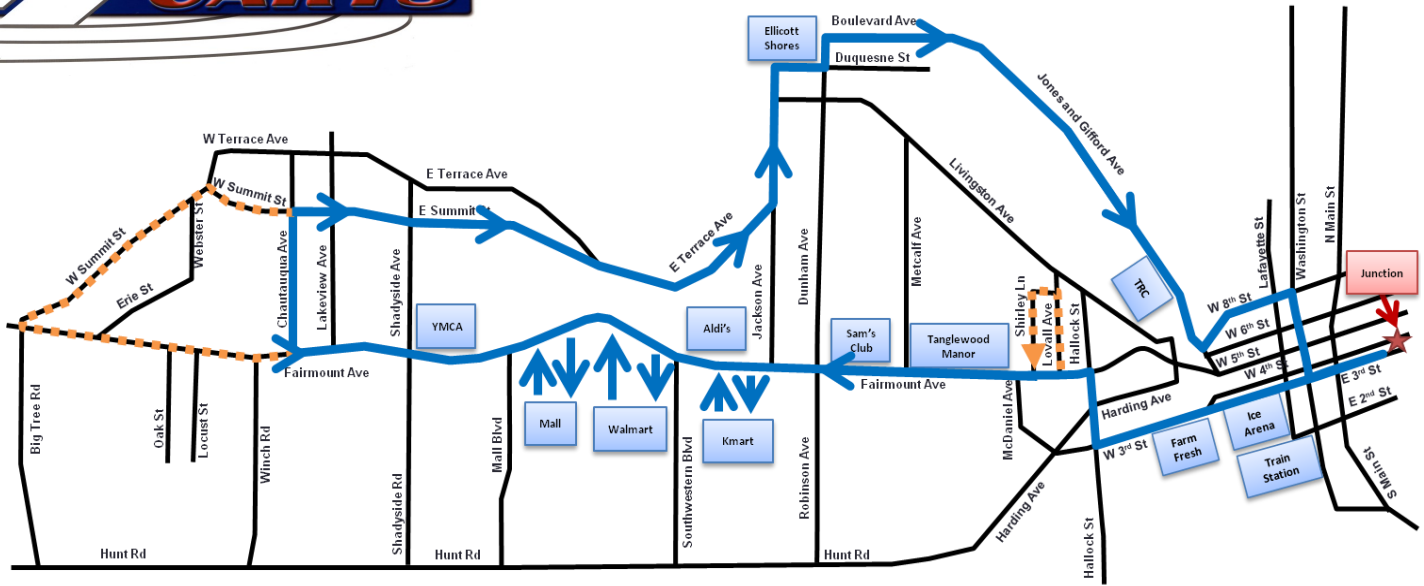 CARTS
Boulevard Ave
Ellicott
Shores
Duquesne St
Jones and Gifford Ave
W Terrace Ave
E Terrace Ave
W Summit St
E Summit St
W Summit St
Webster St
Erie St
Chautauqua Ave
Lakeview Ave
Shadyside Ave
E Terrace Ave
Jackson Ave
Dunham Ave
Metcalf Ave
Livingston Ave
Shirley Ln
Lovall Ave
Hallock St
TRC
Lafayette St
Washington St
N Main St
Junction
W 8th St
W 6th St
W 5th St
W 4th St
E 3rd St
E 2nd St
YMCA
Aldi's
Sam's
Club
Tanglewood
Manor
Fairmount Ave
Fairmount Ave
Mall
Walmart
Kmart
Harding Ave
W 3rd St
Farm
Fresh
Ice
Arena
Train
Station
S Main St
Big Tree Rd
Oak St
Locust St
Winch Rd
Shadyside Rd
Mall Blvd
Southwestern Blvd
Robinson Ave
McDaniel Ave
Harding Ave
Hallock St
Hunt Rd
Hunt Rd
Hunt Rd